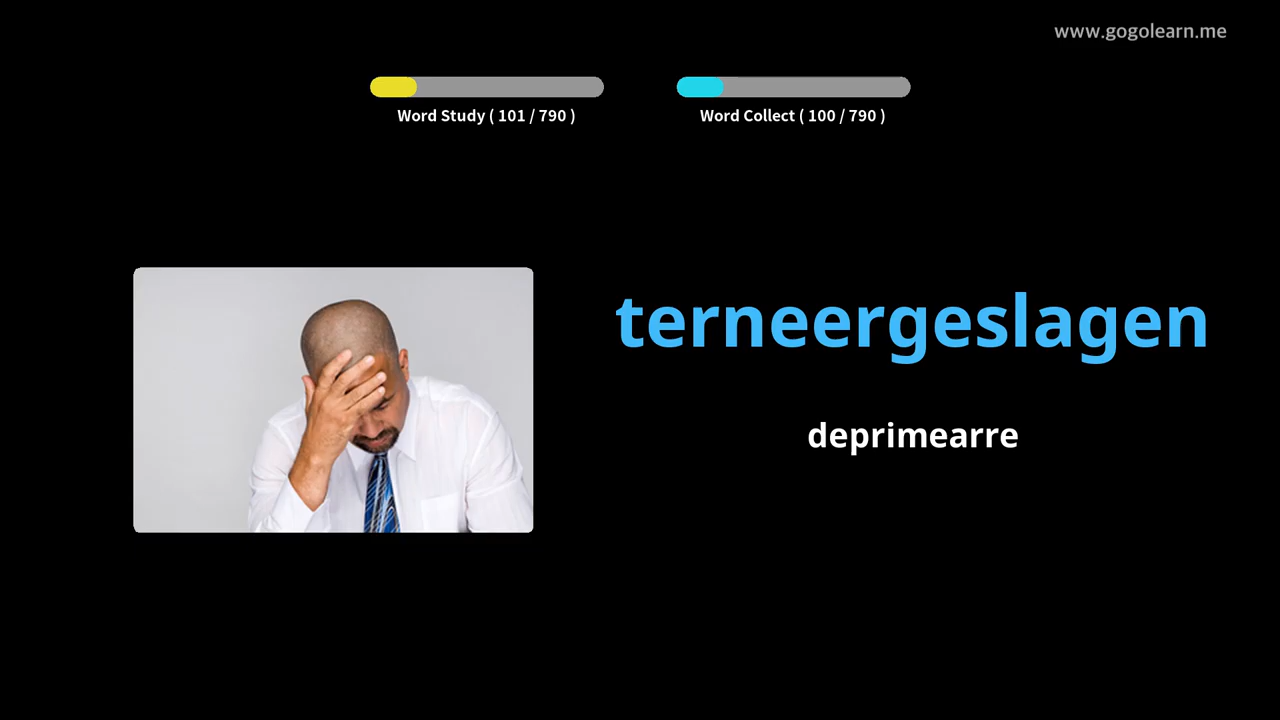 www.gogolearn.me
Word Study ( 101 / 790 )
Word Collect ( 100 / 790 )
terneergeslagen
deprimearre